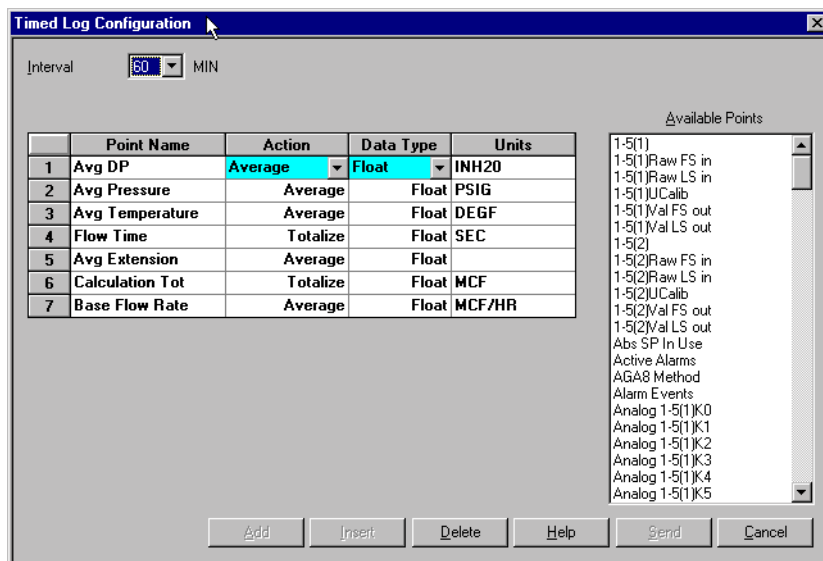 Timed Log Configuration
Interval 60 MIN
Available Points
Point Name Action Data Type Units
1 Avg DP Average Float INH20
2 Avg Pressure Average Float PSIG
3 Avg Temperature Average Float DEGF
4 Flow Time Totalize Float SEC
5 Avg Extension Average Float
6 Calculation Tot Totalize Float MCF
7 Base Flow Rate Average Float MCF/HR
1-5(1)
1-5(1)Raw FS in
1-5(1)Raw LS in
1-5(1)UCalib
1-5(1)Val FS out
1-5(1)Val LS out
1-5(2)
1-5(2)Raw FS in
1-5(2)Raw LS in
1-5(2)UCalib
1-5(2)Val FS out
1-5(2)Val LS out
Abs SP In Use
Active Alarms
AGA8 Method
Alarm Events
Analog 1-5(1)K0
Analog 1-5(1)K1
Analog 1-5(1)K2
Analog 1-5(1)K3
Analog 1-5(1)K4
Analog 1-5(1)K5
Add Insert Delete Help Send Cancel